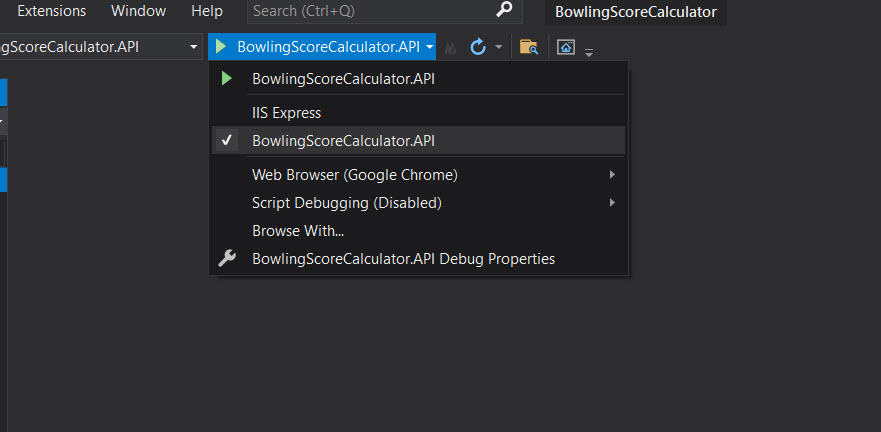 Extensions Window Help Search (Ctrl+Q) BowlingScoreCalculator
gScoreCalculator.API BowlingScoreCalculator.API
BowlingScoreCalculator.API
IIS Express
BowlingScoreCalculator.API
Web Browser (Google Chrome)
Script Debugging (Disabled)
Browse With...
BowlingScoreCalculator.API Debug Properties